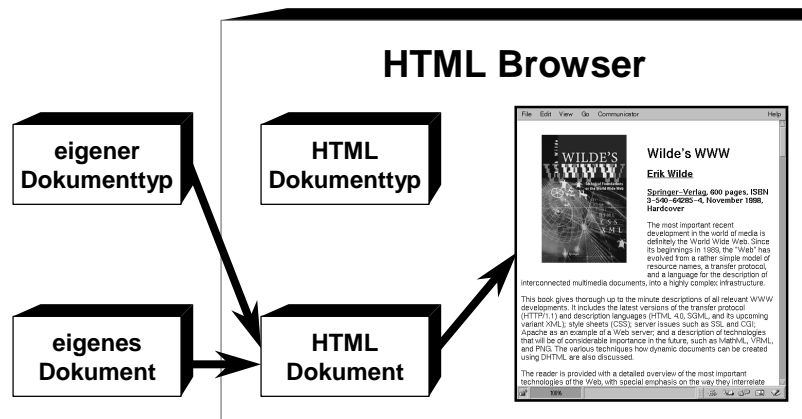 HTML Browser
eigener
Dokumenttyp
HTML
Dokumenttyp
eigenes
Dokument
HTML
Dokument
File Edit View Go Communicator Help
WILDE'S
WWW
Technical Foundations
of the World Wide Web
HTML
CSS
XML
Wilde's WWW
Erik Wilde
Springer-Verlag, 600 pages, ISBN
3-540-64285-4, November 1998,
Hardcover
The most important recent
development in the world of media is
definitely the World Wide Web. Since
its beginnings in 1989, the "Web" has
evolved from a rather simple model of
resource names, a transfer protocol,
and a language for the description of
interconnected multimedia documents, into a highly complex infrastructure.
This book gives thorough up to the minute descriptions of all relevant WWW
developments. It includes the latest versions of the transfer protocol
(HTTP/1.1) and description languages (HTML 4.0, SGML, and its upcoming
variant XML); style sheets (CSS); server issues such as SSL and CGI;
Apache as an example of a Web server; and a description of technologies
that will be of considerable importance in the future, such as MathML, VRML,
and PNG. The various techniques how dynamic documents can be created
using DHTML are also discussed.
The reader is provided with a detailed overview of the most important
technologies of the Web, with special emphasis on the way they interrelate
100%